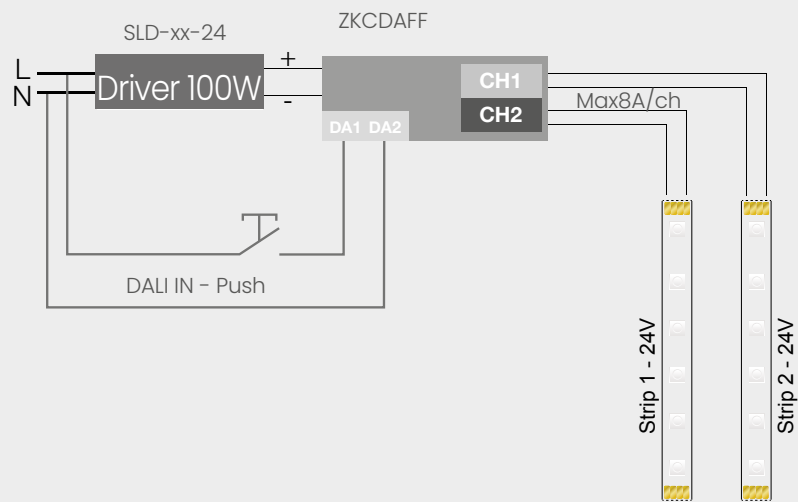 SLD-xx-24
ZKCDAFF
L
N
Driver 100W
+
-
CH1
CH2
Max8A/ch
DA1 DA2
DALI IN - Push
Strip 1 - 24V
Strip 2 - 24V